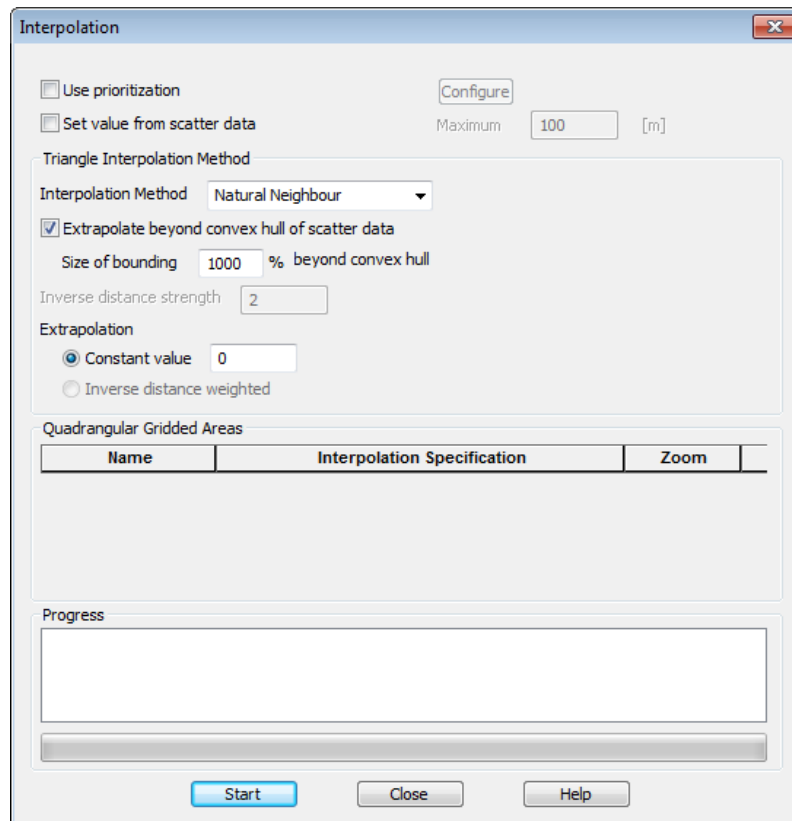 Interpolation
Use prioritization Configure
Set value from scatter data Maximum 100 [m]
Triangle Interpolation Method
Interpolation Method Natural Neighbour
Extrapolate beyond convex hull of scatter data
Size of bounding 1000 % beyond convex hull
Inverse distance strength 2
Extrapolation
Constant value 0
Inverse distance weighted
Quadrangular Gridded Areas
Name Interpolation Specification Zoom
Progress
Start Close Help